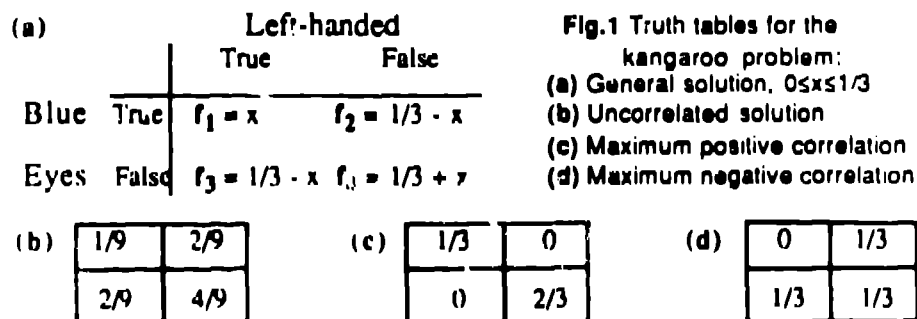 (a) Left-handed
True False
Blue True f1 = x f2 = 1/3 - x
Eyes False f3 = 1/3 - x = 1/3 +
Fig.1 Truth tables for the
kangaroo problem:
(a) General solution, 0≤x≤1/3
(b) Uncorrelated solution
(c) Maximum positive correlation
(d) Maximum negative correlation
(b) 1/9 2/9
2/9 4/9
(c) 1/3 0
0 2/3
(d) 0 1/3
1/3 1/3